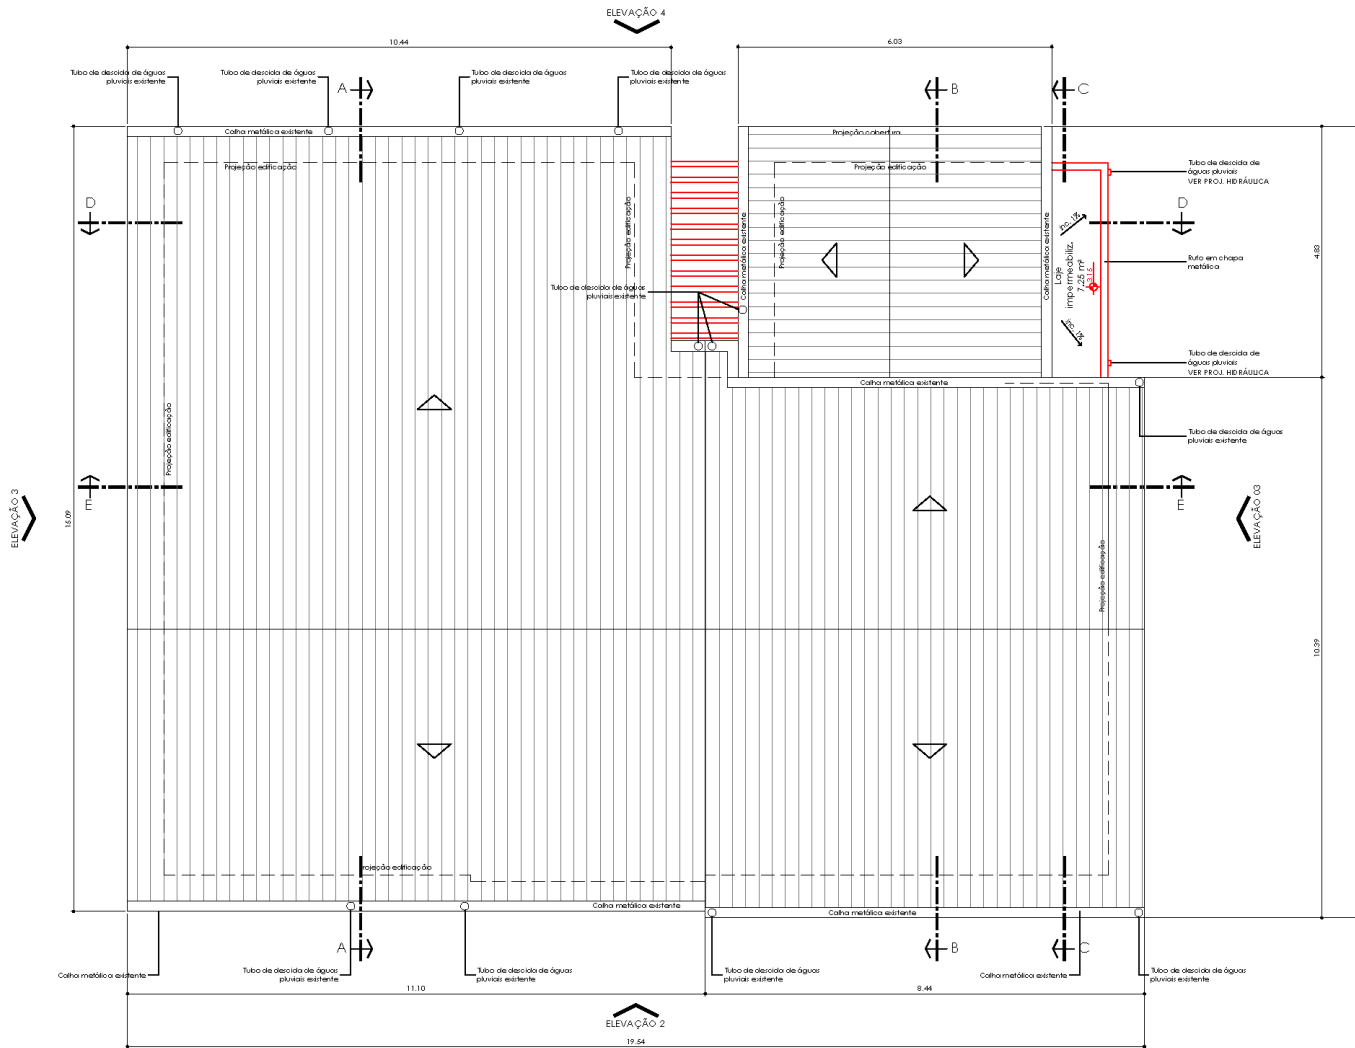 ELEVAÇÃO 4
10.44
6.03
Tubo de descida de águas
pluviais existente
Tubo de descida de águas
pluviais existente
Tubo de descida de águas
pluviais existente
Tubo de descida de águas
pluviais existente
A
B
C
Calha metálica existente
Projeção cobertura
Projeção edificação
Projeção edificação
Tubo de descida de
águas pluviais
VER PROJ. HIDRÁULICA
D
D
Projeção edificação
Calha metálica existente
Projeção edificação
Calha metálica existente
inc. 1%
Laje
impermeabiliz.
7,25 m²
3.15
inc. 1%
4.83
Rufo em chapa
metálica
Tubo de descida de águas
pluviais existente
Tubo de descida de
águas pluviais
VER PROJ. HIDRÁULICA
Calha metálica existente
Tubo de descida de águas
pluviais existente
Projeção edificação
E
E
ELEVAÇÃO 3
15.09
ELEVAÇÃO 03
Projeção edificação
10.39
rojeção edificação
Calha metálica existente
Calha metálica existente
A
B
C
Calha metálica existente
Tubo de descida de águas
pluviais existente
Tubo de descida de águas
pluviais existente
Tubo de descida de águas
pluviais existente
Calha metálica existente
Tubo de descida de águas
pluviais existente
11.10
8.44
ELEVAÇÃO 2
19.54